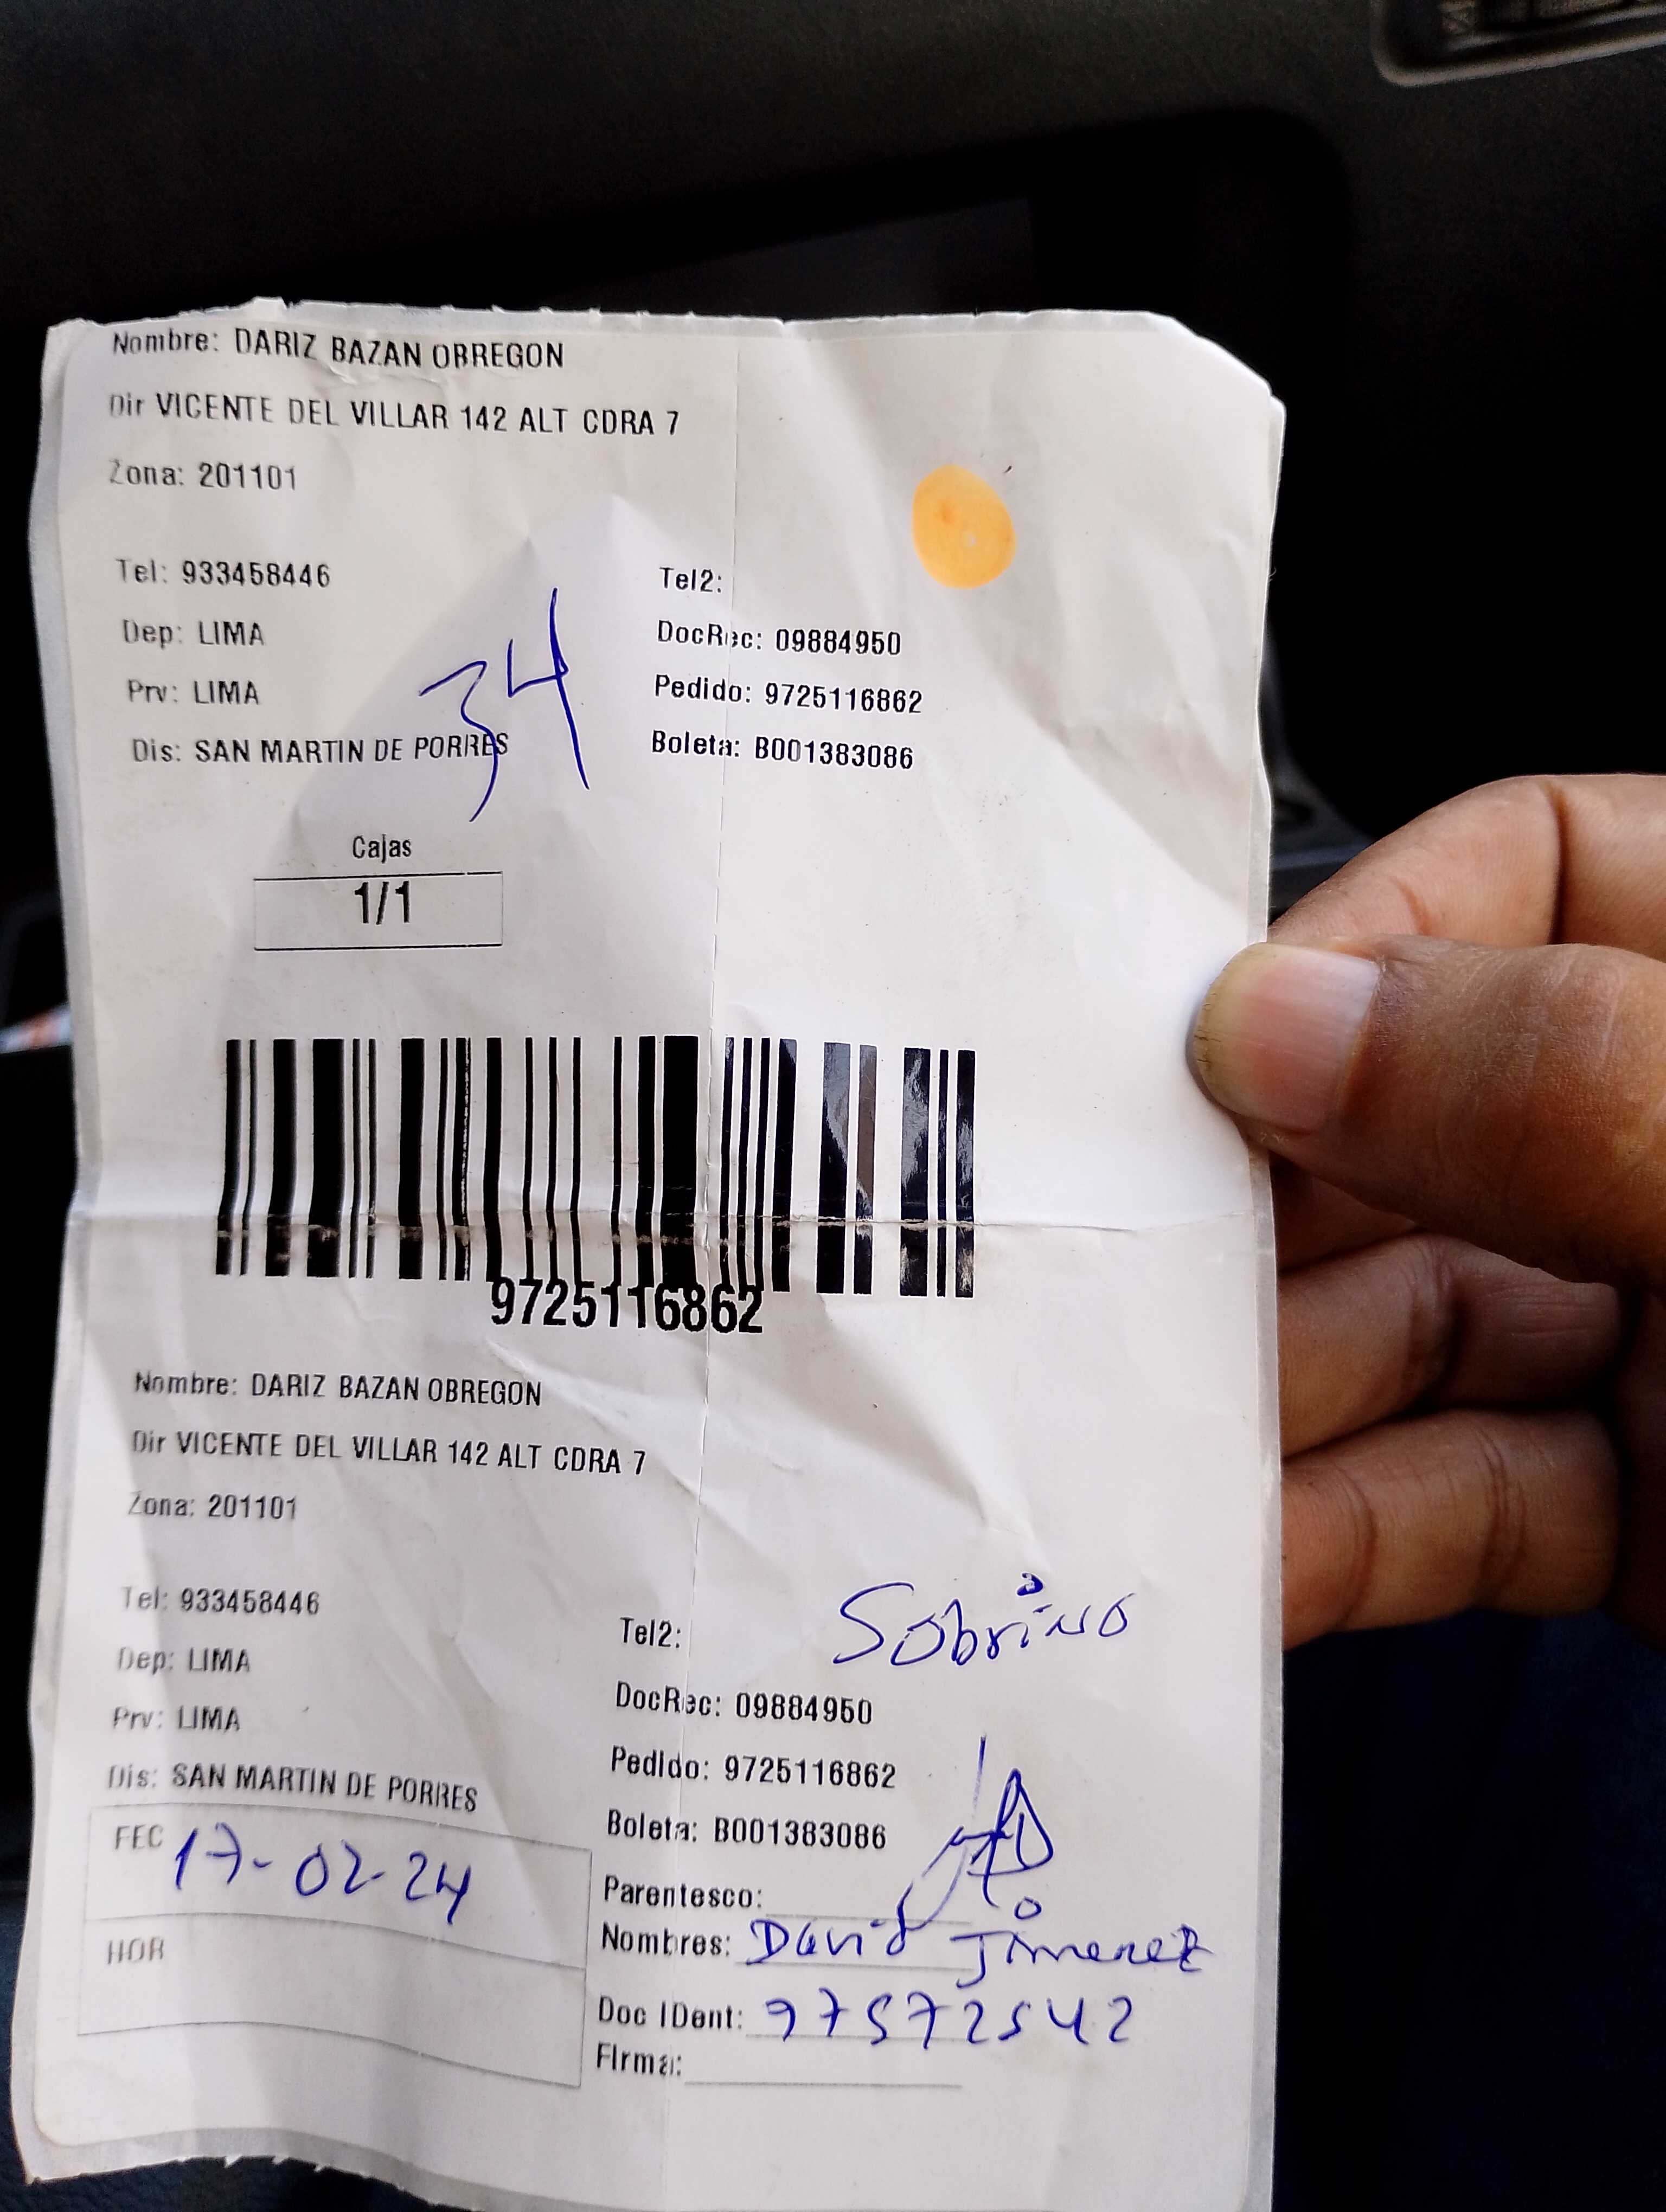 Nombre: DARIZ BAZAN OBREGON
Dir VICENTE DEL VILLAR 142 ALT CDRA 7
Zona: 201101
Tel: 933458446
Tel2:
Dep: LIMA
DocRec: 09884950
Prv: LIMA
Pedido: 9725116862
Dis: SAN MARTIN DE PORRES
Boleta: B001383086
34
Cajas
1/1
9725116862
Nombre: DARIZ BAZAN OBREGON
Dir VICENTE DEL VILLAR 142 ALT CDRA 7
Zona: 201101
Tel: 933458446
Tel2:
Sobrino
Dep: LIMA
DocRec: 09884950
Prv: LIMA
Pedido: 9725116862
Dis: SAN MARTIN DE PORRES
Boleta: B001383086
FEC 17-02-24
Parentesco:
HOR
Nombres: David Jimenez
Doc IDent: 97572542
Firma: